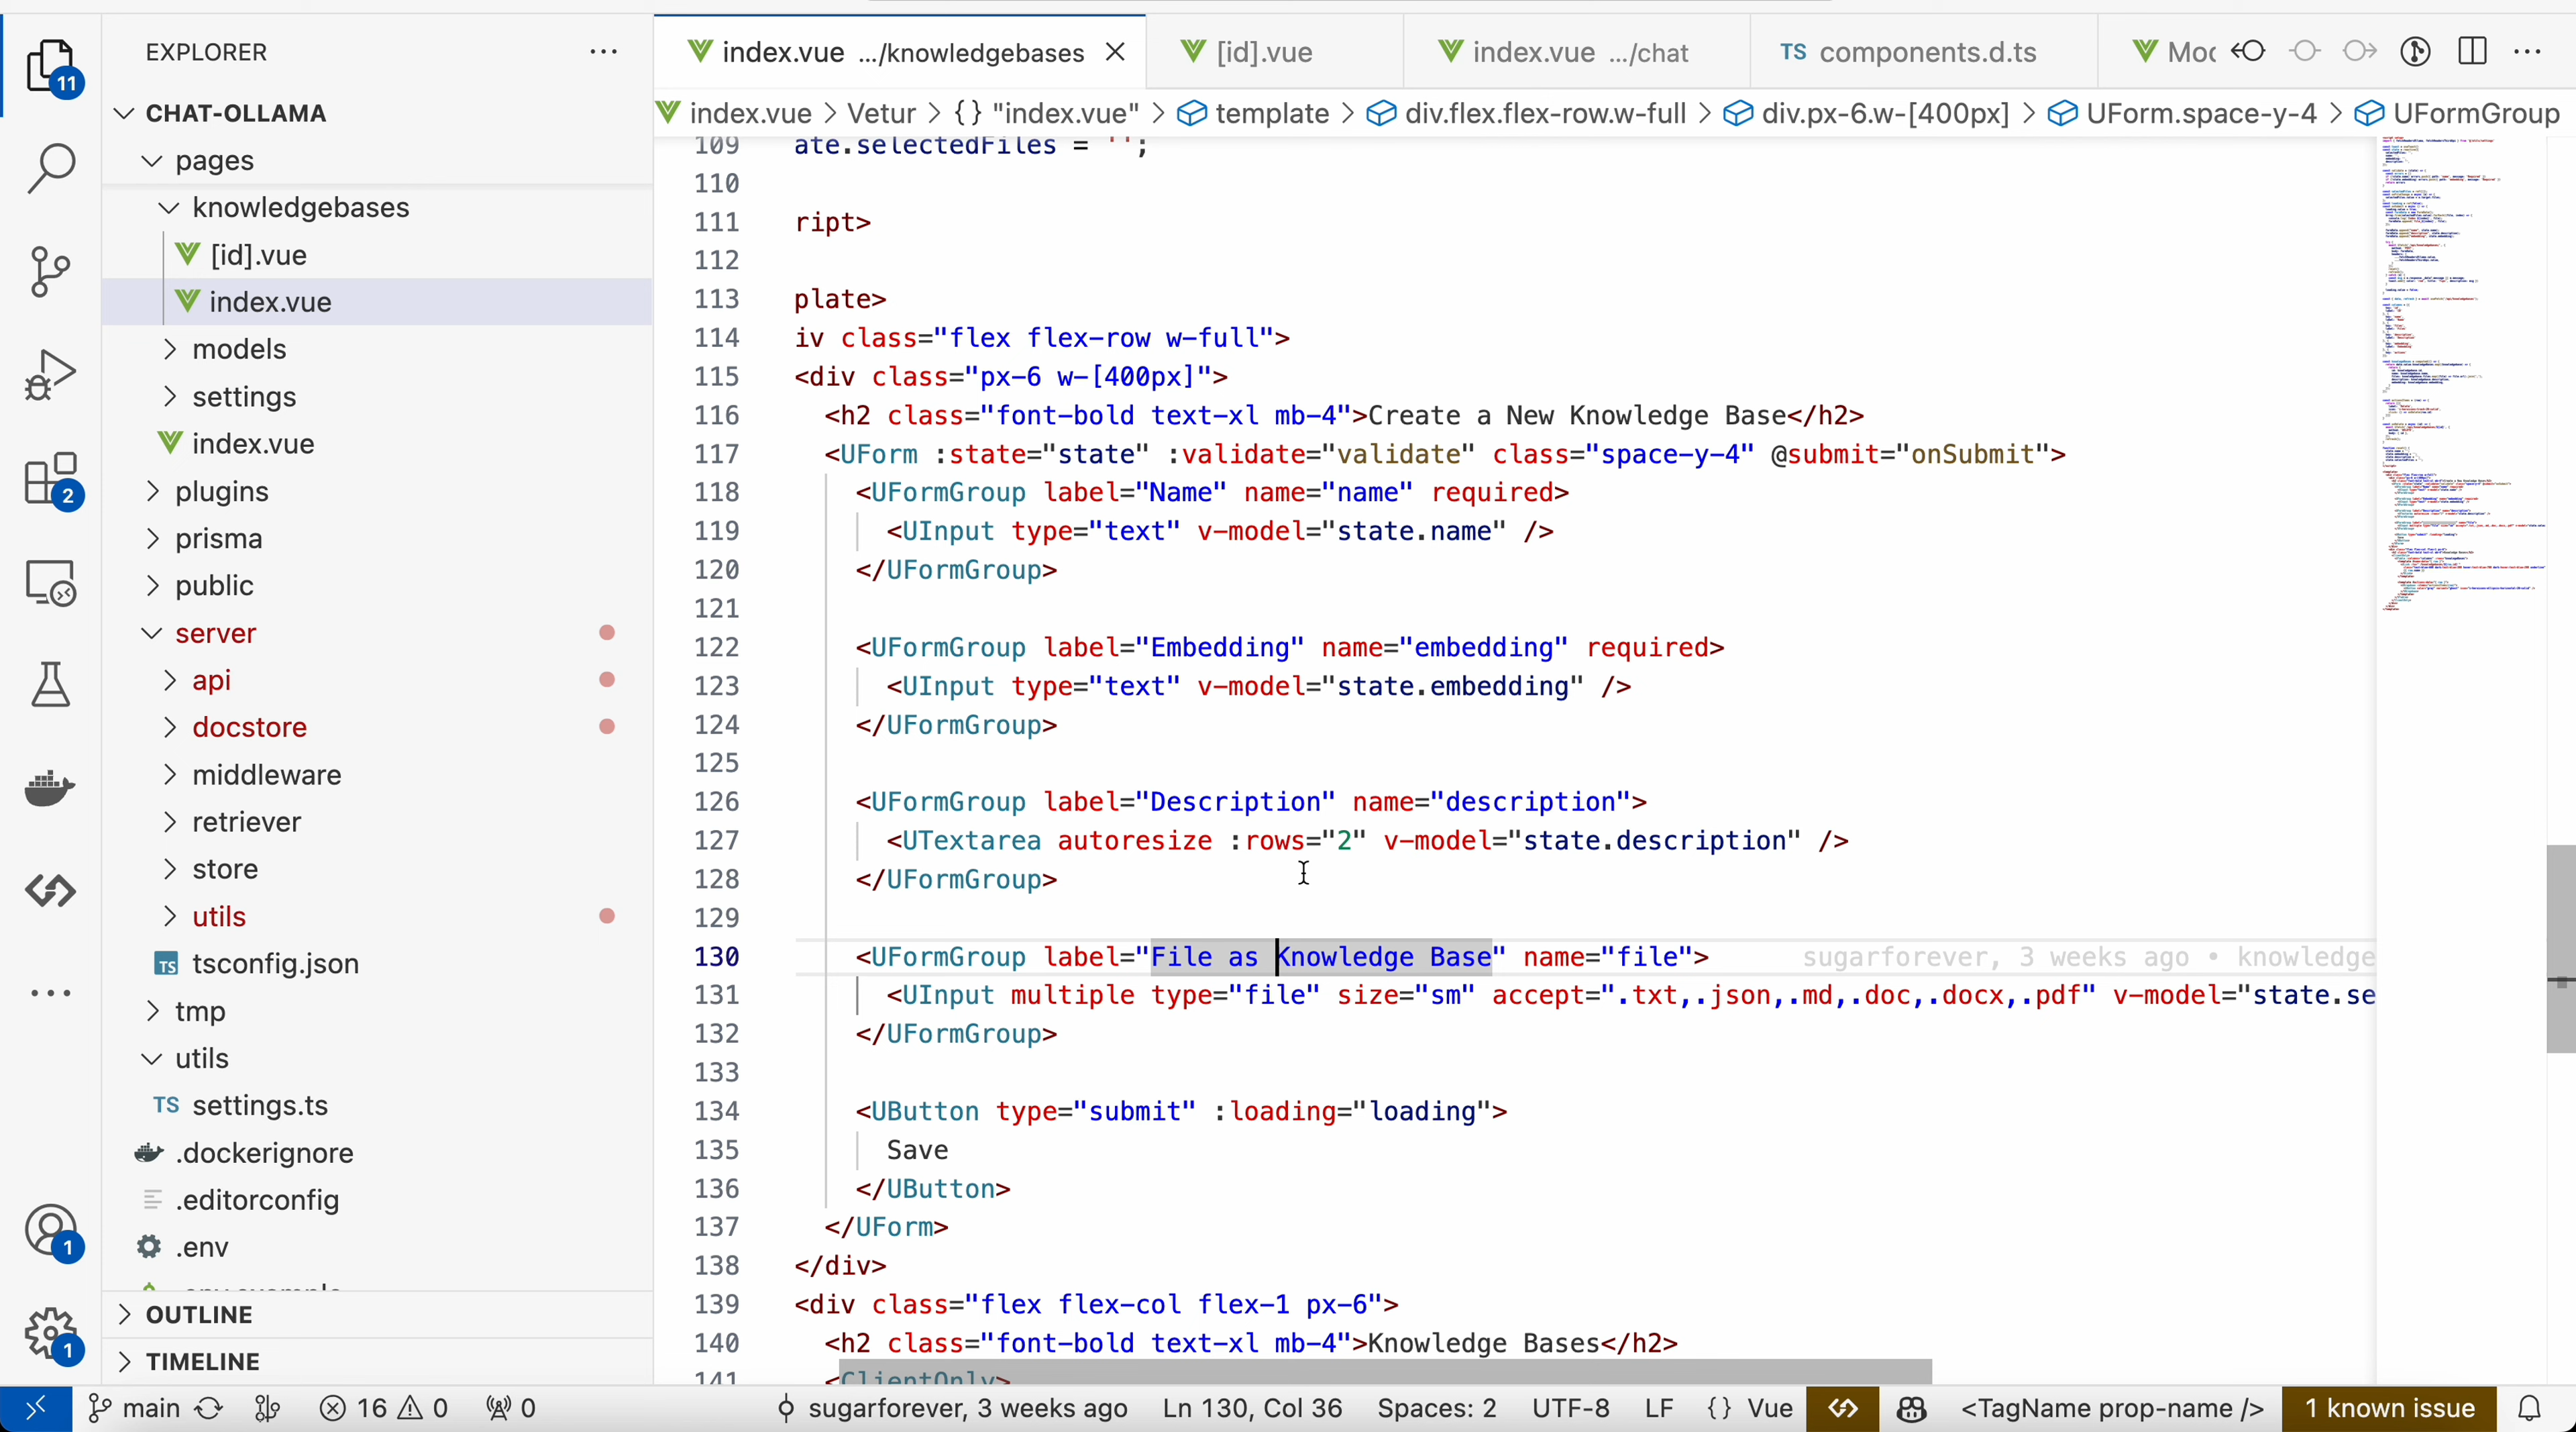 EXPLORER
index.vue .../knowledgebases
[id].vue
index.vue .../chat
TS components.d.ts
Moc
11
CHAT-OLLAMA
index.vue > Vetur > {} "index.vue" > template > div.flex.flex-row.w-full > div.px-6.w-[400px] > UForm.space-y-4 > UFormGroup
pages
knowledgebases
[id].vue
index.vue
models
settings
index.vue
plugins
2
prisma
public
server
api
docstore
middleware
retriever
store
utils
TS tsconfig.json
tmp
utils
TS settings.ts
.dockerignore
.editorconfig
.env
1
OUTLINE
TIMELINE
1
109 ate.selectedFiles = '';
110
111 ript>
112
113 plate>
114 iv class="flex flex-row w-full">
115 <div class="px-6 w-[400px]">
116 <h2 class="font-bold text-xl mb-4">Create a New Knowledge Base</h2>
117 <UForm :state="state" :validate="validate" class="space-y-4" @submit="onSubmit">
118 <UFormGroup label="Name" name="name" required>
119 <UInput type="text" v-model="state.name" />
120 </UFormGroup>
121
122 <UFormGroup label="Embedding" name="embedding" required>
123 <UInput type="text" v-model="state.embedding" />
124 </UFormGroup>
125
126 <UFormGroup label="Description" name="description">
127 <UTextarea autoresize :rows="2" v-model="state.description" />
128 </UFormGroup>
129
130 <UFormGroup label="File as Knowledge Base" name="file"> sugarforever, 3 weeks ago • knowledge
131 <UInput multiple type="file" size="sm" accept=".txt,.json,.md,.doc,.docx,.pdf" v-model="state.se
132 </UFormGroup>
133
134 <UButton type="submit" :loading="loading">
135 Save
136 </UButton>
137 </UForm>
138 </div>
139 <div class="flex flex-col flex-1 px-6">
140 <h2 class="font-bold text-xl mb-4">Knowledge Bases</h2>
141 <ClientOnly>
main 16 0 0 sugarforever, 3 weeks ago Ln 130, Col 36 Spaces: 2 UTF-8 LF {} Vue <TagName prop-name /> 1 known issue